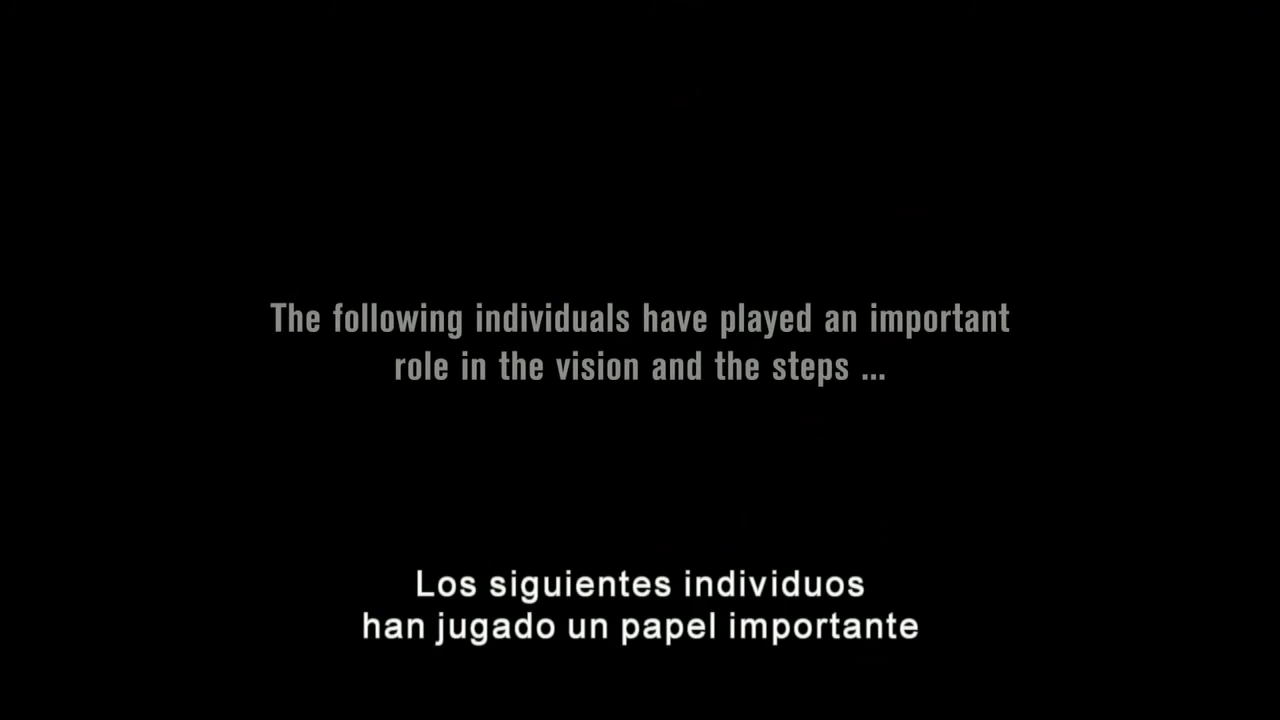 The following individuals have played an important
role in the vision and the steps ...
Los siguientes individuos
han jugado un papel importante